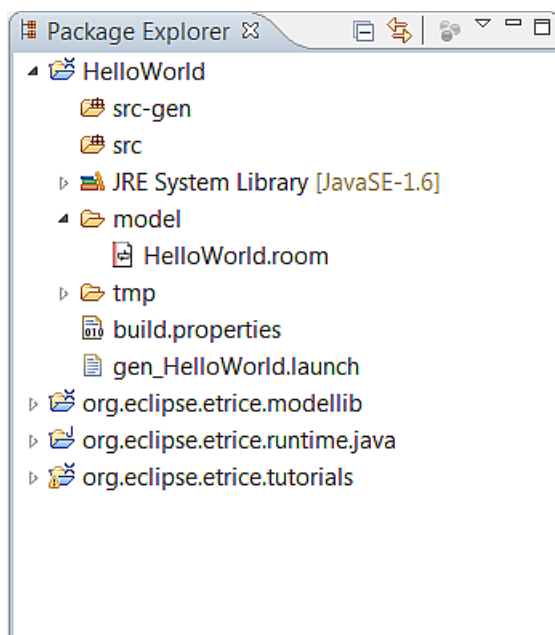 Package Explorer
HelloWorld
src-gen
src
JRE System Library [JavaSE-1.6]
model
HelloWorld.room
tmp
build.properties
gen_HelloWorld.launch
org.eclipse.etrice.modellib
org.eclipse.etrice.runtime.java
org.eclipse.etrice.tutorials